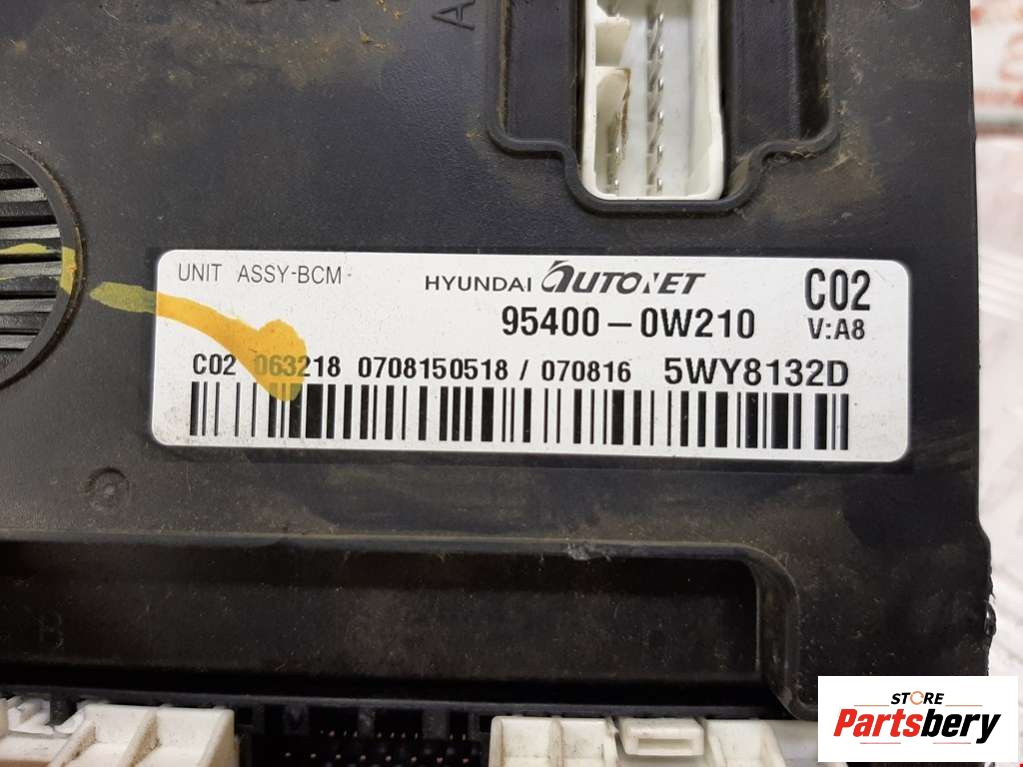 A
UNIT ASSY-BCM-
HYUNDAI AUTONET
C02
95400-0W210
V:A8
C02 063218 0708150518 / 070816 5WY8132D
B
STORE
Partsbery